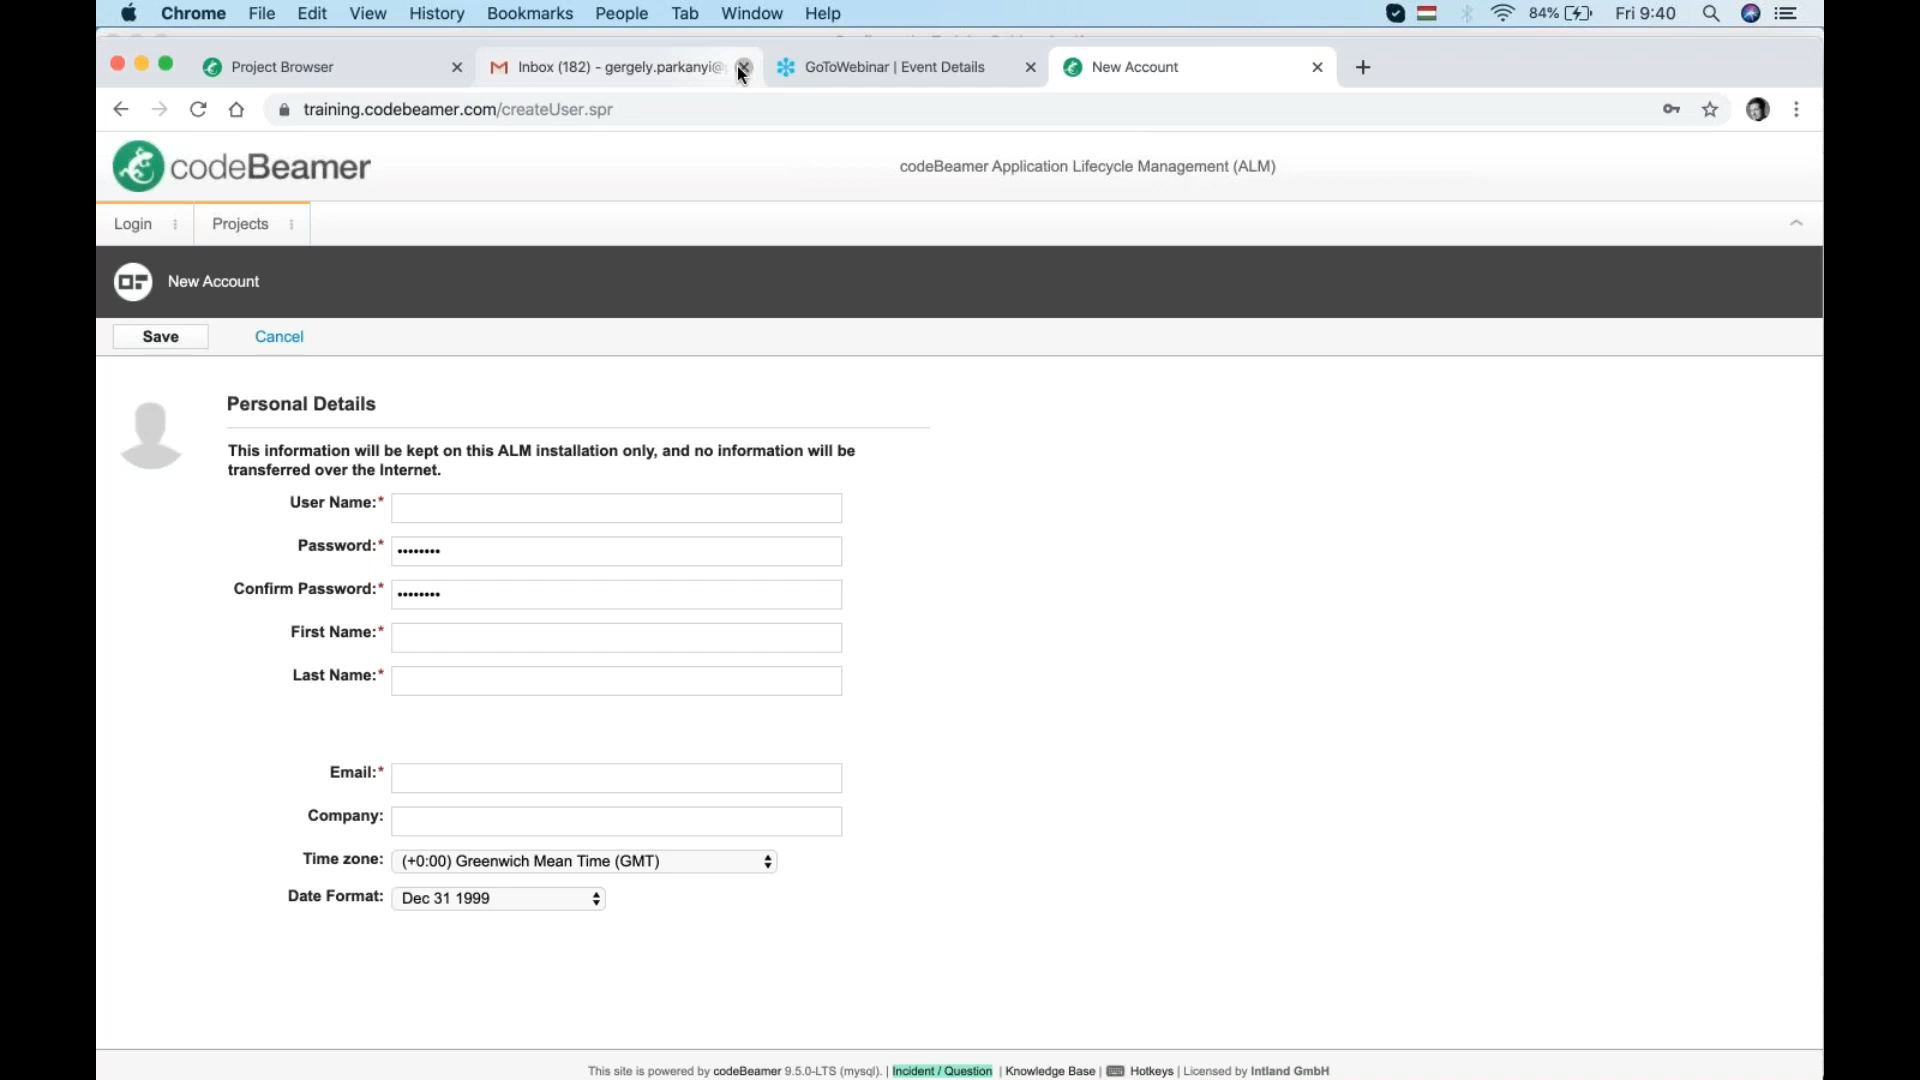 Chrome File Edit View History Bookmarks People Tab Window Help 84% Fri 9:40
Project Browser Inbox (182) - gergely.parkanyi@ GoToWebinar | Event Details New Account
training.codebeamer.com/createUser.spr
codeBeamer codeBeamer Application Lifecycle Management (ALM)
Login Projects
New Account
Save Cancel
Personal Details
This information will be kept on this ALM installation only, and no information will be
transferred over the Internet.
User Name:*
Password:* ••••••••
Confirm Password:* ••••••••
First Name:*
Last Name:*
Email:*
Company:
Time zone: (+0:00) Greenwich Mean Time (GMT)
Date Format: Dec 31 1999
This site is powered by codeBeamer 9.5.0-LTS (mysql). | Incident / Question | Knowledge Base | Hotkeys | Licensed by Intland GmbH